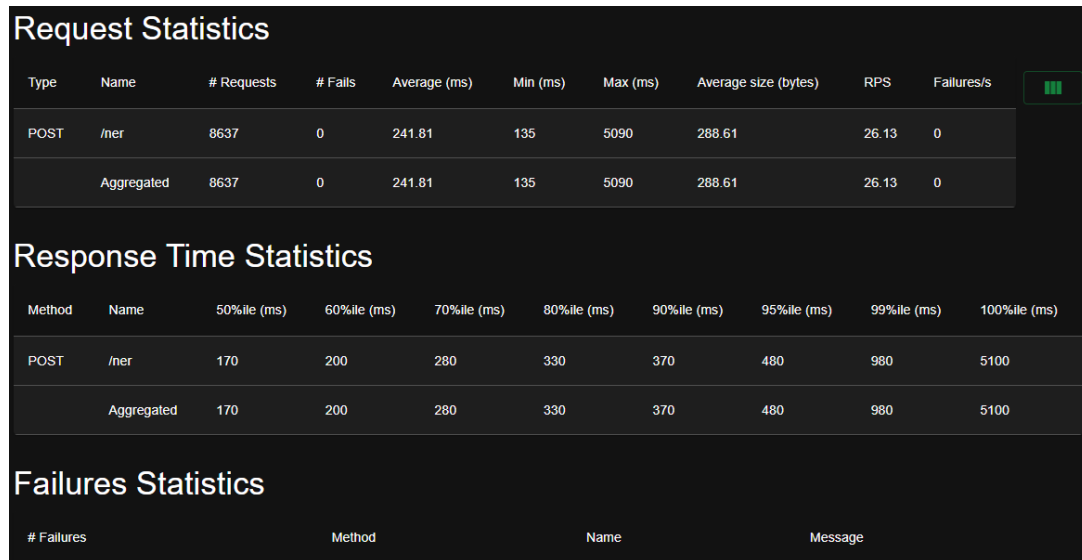 Request Statistics
Type Name # Requests # Fails Average (ms) Min (ms) Max (ms) Average size (bytes) RPS Failures/s
POST /ner 8637 0 241.81 135 5090 288.61 26.13 0
Aggregated 8637 0 241.81 135 5090 288.61 26.13 0
Response Time Statistics
Method Name 50%ile (ms) 60%ile (ms) 70%ile (ms) 80%ile (ms) 90%ile (ms) 95%ile (ms) 99%ile (ms) 100%ile (ms)
POST /ner 170 200 280 330 370 480 980 5100
Aggregated 170 200 280 330 370 480 980 5100
Failures Statistics
# Failures Method Name Message